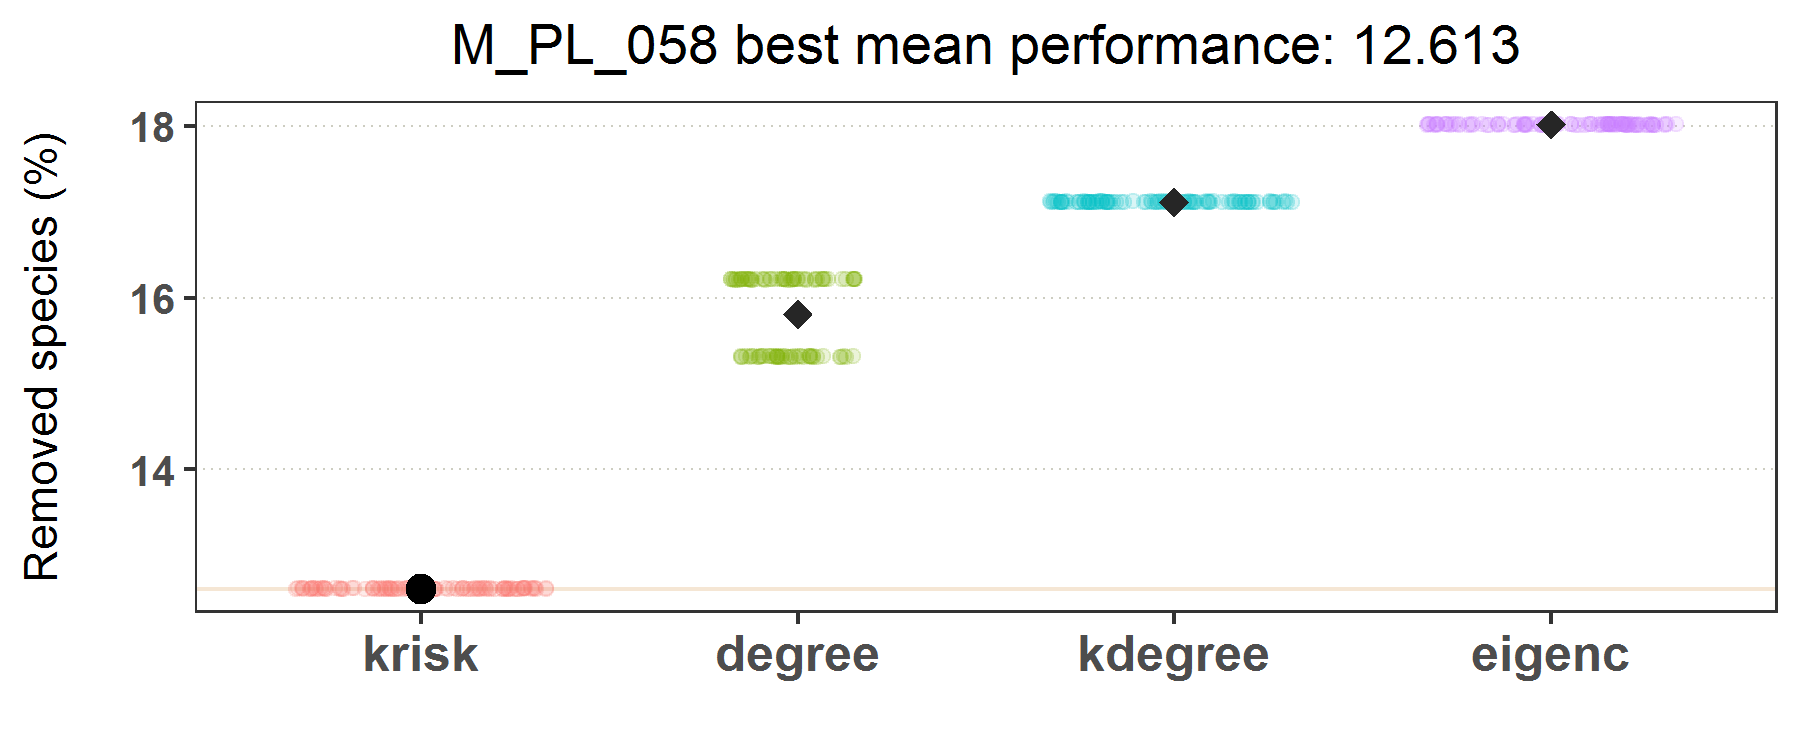 M_PL_058 best mean performance: 12.613
Removed species (%)
18
16
14
krisk degree kdegree eigenc